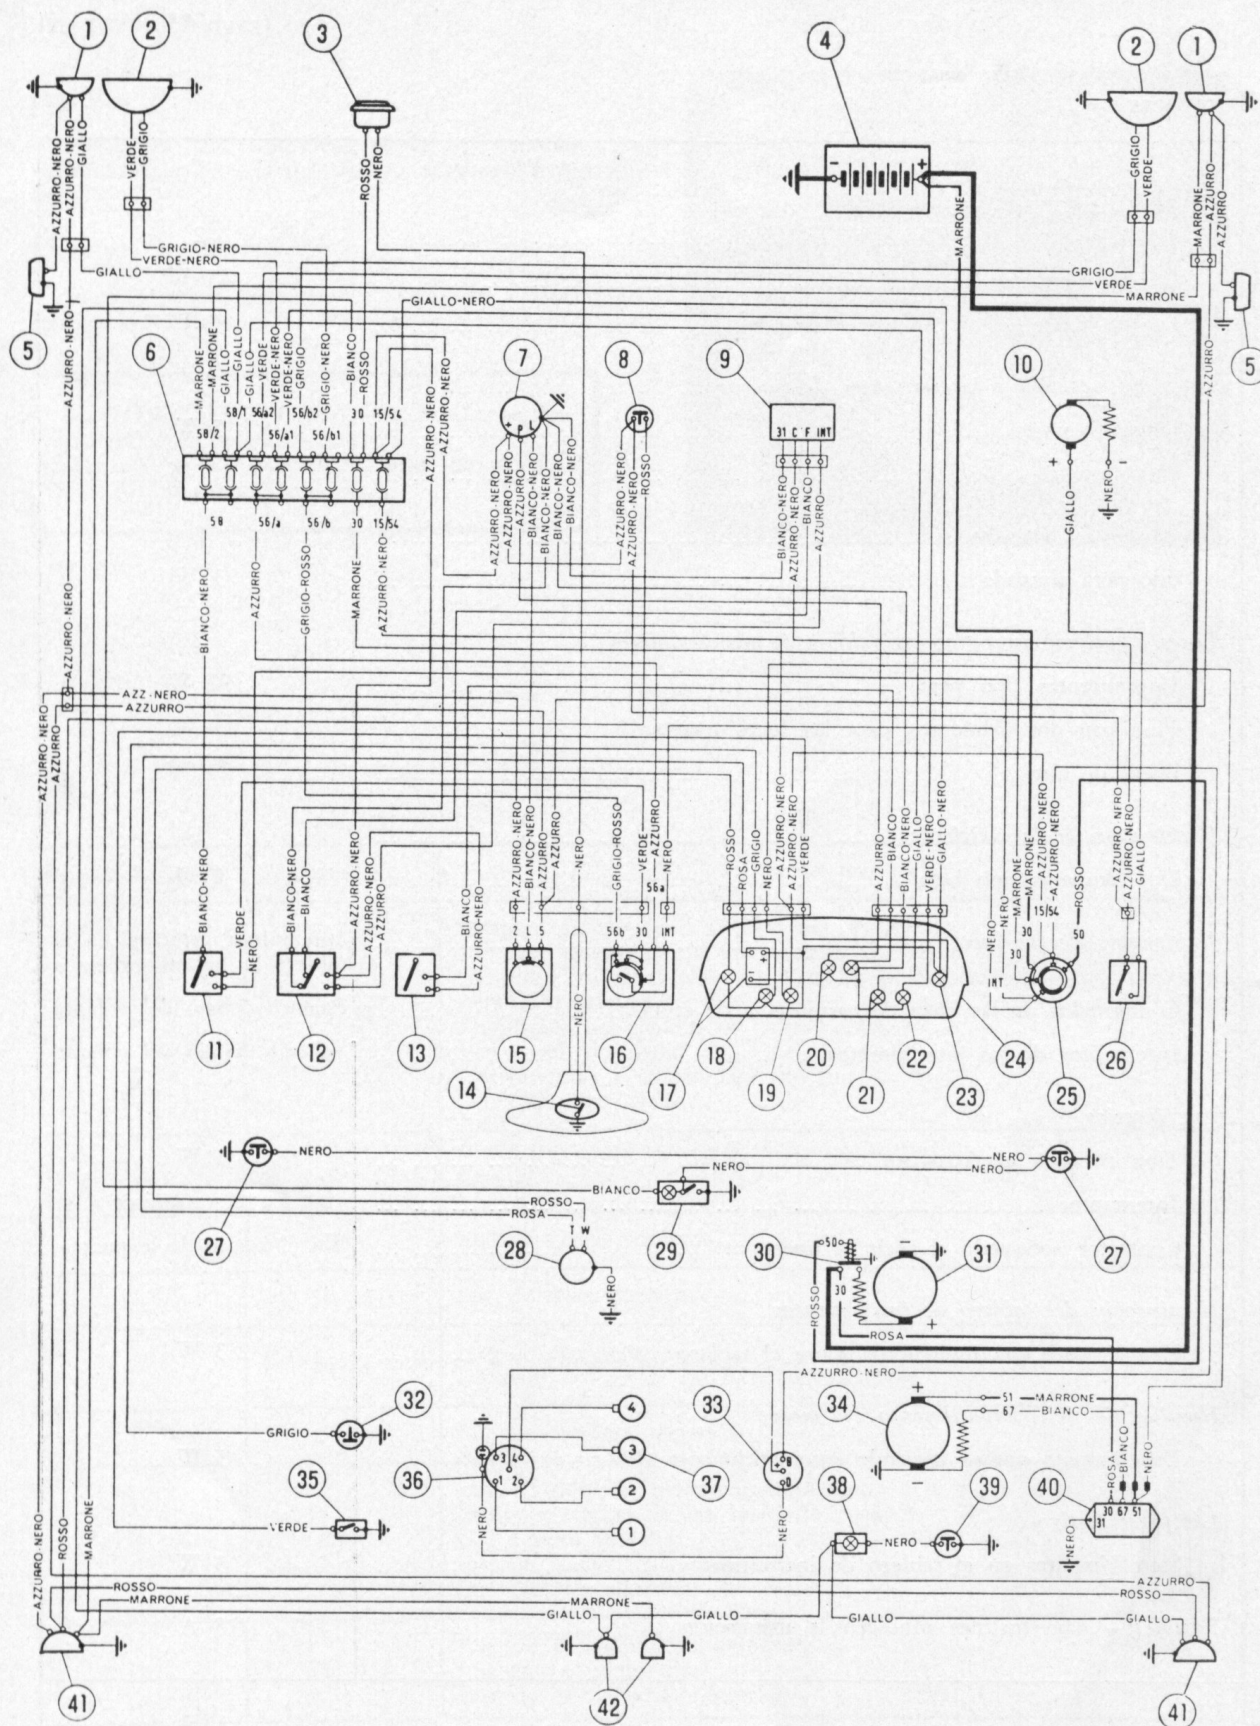 1
2
3
4
2
1
AZZURRO-NERO
AZZURRO-NERO
GIALLO
VERDE
GRIGIO
ROSSO
NERO
- +
MARRONE
GRIGIO
VERDE
MARRONE
AZZURRO
AZZURRO
GRIGIO-NERO
VERDE-NERO
GIALLO
GRIGIO
VERDE
MARRONE
GIALLO-NERO
5
6
7
8
9
10
5
AZZURRO-NERO
MARRONE
MARRONE
GIALLO
GIALLO
GIALLO
VERDE
VERDE-NERO
VERDE-NERO
GRIGIO
GRIGIO-NERO
BIANCO
ROSSO
AZZURRO-NERO
AZZURRO-NERO
AZZURRO
58/2
58/1
56/a2
56/a1
56/b2
56/b1
30
15/54
+ P L
31 C F INT
+ -
GIALLO
NERO
58
56/a
56/b
30
15/54
AZZURRO-NERO
AZZURRO-NERO
AZZURRO
BIANCO-NERO
BIANCO-NERO
BIANCO-NERO
BIANCO-NERO
AZZURRO-NERO
AZZURRO-NERO
ROSSO
BIANCO-NERO
AZZURRO-NERO
BIANCO
AZZURRO
BIANCO-NERO
AZZURRO
GRIGIO-ROSSO
MARRONE
AZZURRO-NERO
AZZURRO-NERO
AZZ-NERO
AZZURRO
AZZURRO-NERO
AZZURRO
BIANCO-NERO
VERDE
NERO
BIANCO-NERO
BIANCO
AZZURRO-NERO
AZZURRO-NERO
AZZURRO
BIANCO
AZZURRO-NERO
AZZURRO-NERO
BIANCO-NERO
AZZURRO
AZZURRO
NERO
GRIGIO-ROSSO
VERDE
AZZURRO
NERO
56a
ROSSO
ROSA
GRIGIO
NERO
AZZURRO-NERO
AZZURRO-NERO
VERDE
AZZURRO
BIANCO
BIANCO-NERO
GIALLO
VERDE-NERO
GIALLO-NERO
NERO
NERO
MARRONE
MARRONE
AZZURRO-NERO
AZZURRO-NERO
ROSSO
AZZURRO-NERO
AZZURRO-NERO
GIALLO
2 L 5
56b 30 INT
+
-
30
30
15/54
50
INT
NERO
11
12
13
15
16
17
18
19
20
21
22
23
24
25
26
14
NERO
NERO
NERO
NERO
27
BIANCO
ROSSO
ROSA
T W
28
NERO
29
27
50
30
30
31
-
+
ROSSO
ROSA
AZZURRO-NERO
32
GRIGIO
35
VERDE
36
3 4
1 2
4
3
2
1
37
NERO
33
+ B
D
NERO
34
+
-
51 MARRONE
67 BIANCO
ROSA
BIANCO
NERO
40
30 67 51
31
NERO
38
NERO
39
AZZURRO-NERO
ROSSO
MARRONE
ROSSO
MARRONE
MARRONE
GIALLO
GIALLO
GIALLO
AZZURRO
ROSSO
GIALLO
41
42
41